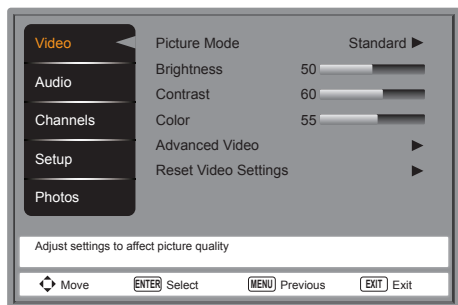 Video
Audio
Channels
Setup
Photos
Picture Mode Standard
Brightness 50
Contrast 60
Color 55
Advanced Video
Reset Video Settings
Adjust settings to affect picture quality
Move ENTER Select MENU Previous EXIT Exit